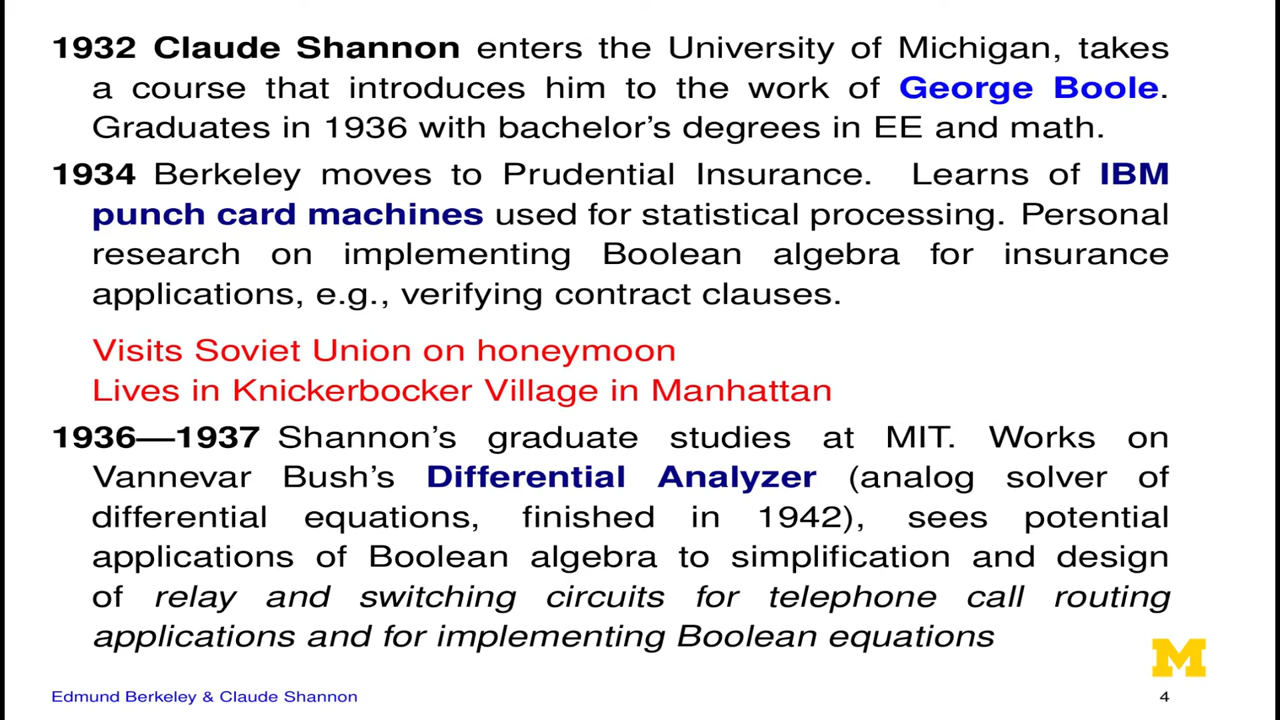 1932 Claude Shannon enters the University of Michigan, takes
a course that introduces him to the work of George Boole.
Graduates in 1936 with bachelor's degrees in EE and math.
1934 Berkeley moves to Prudential Insurance. Learns of IBM
punch card machines used for statistical processing. Personal
research on implementing Boolean algebra for insurance
applications, e.g., verifying contract clauses.
Visits Soviet Union on honeymoon
Lives in Knickerbocker Village in Manhattan
1936—1937 Shannon's graduate studies at MIT. Works on
Vannevar Bush's Differential Analyzer (analog solver of
differential equations, finished in 1942), sees potential
applications of Boolean algebra to simplification and design
of relay and switching circuits for telephone call routing
applications and for implementing Boolean equations
M
Edmund Berkeley & Claude Shannon
4